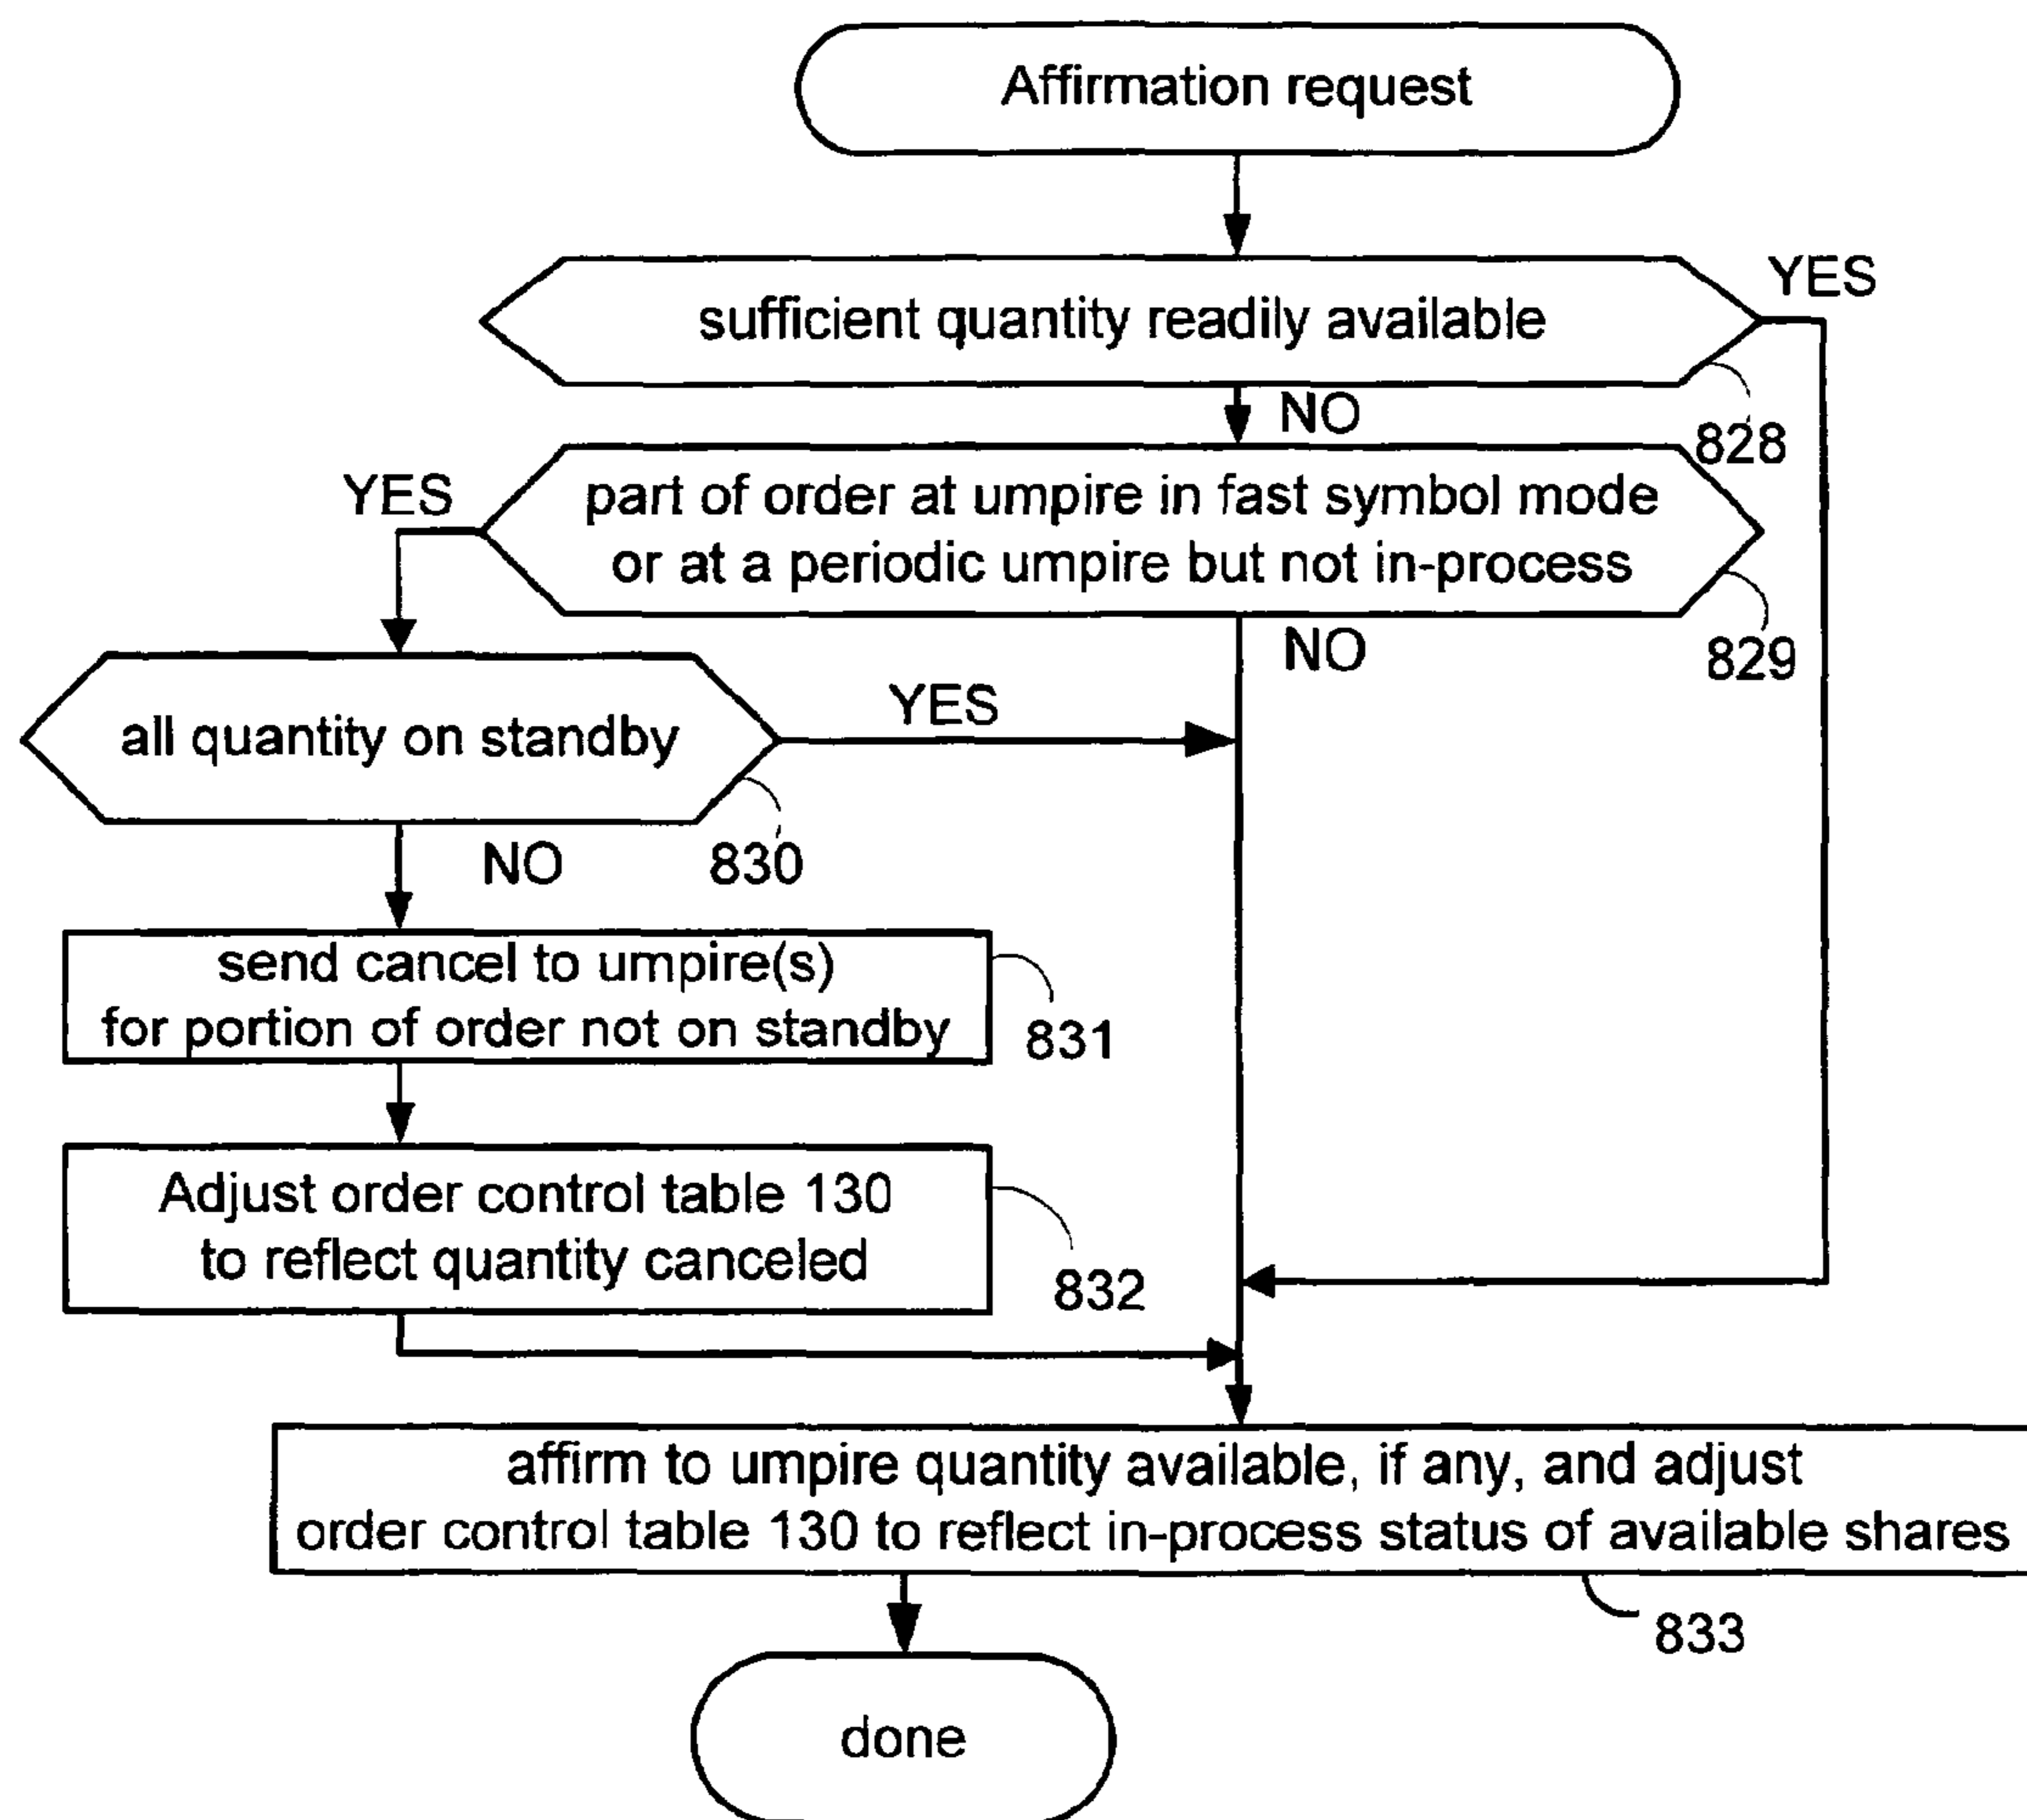 Affirmation request
YES
sufficient quantity readily available
NO
828
YES
part of order at umpire in fast symbol mode
or at a periodic umpire but not in-process
NO
829
all quantity on standby
YES
NO
830
send cancel to umpire(s)
for portion of order not on standby
831
Adjust order control table 130
to reflect quantity canceled
832
affirm to umpire quantity available, if any, and adjust
order control table 130 to reflect in-process status of available shares
833
done